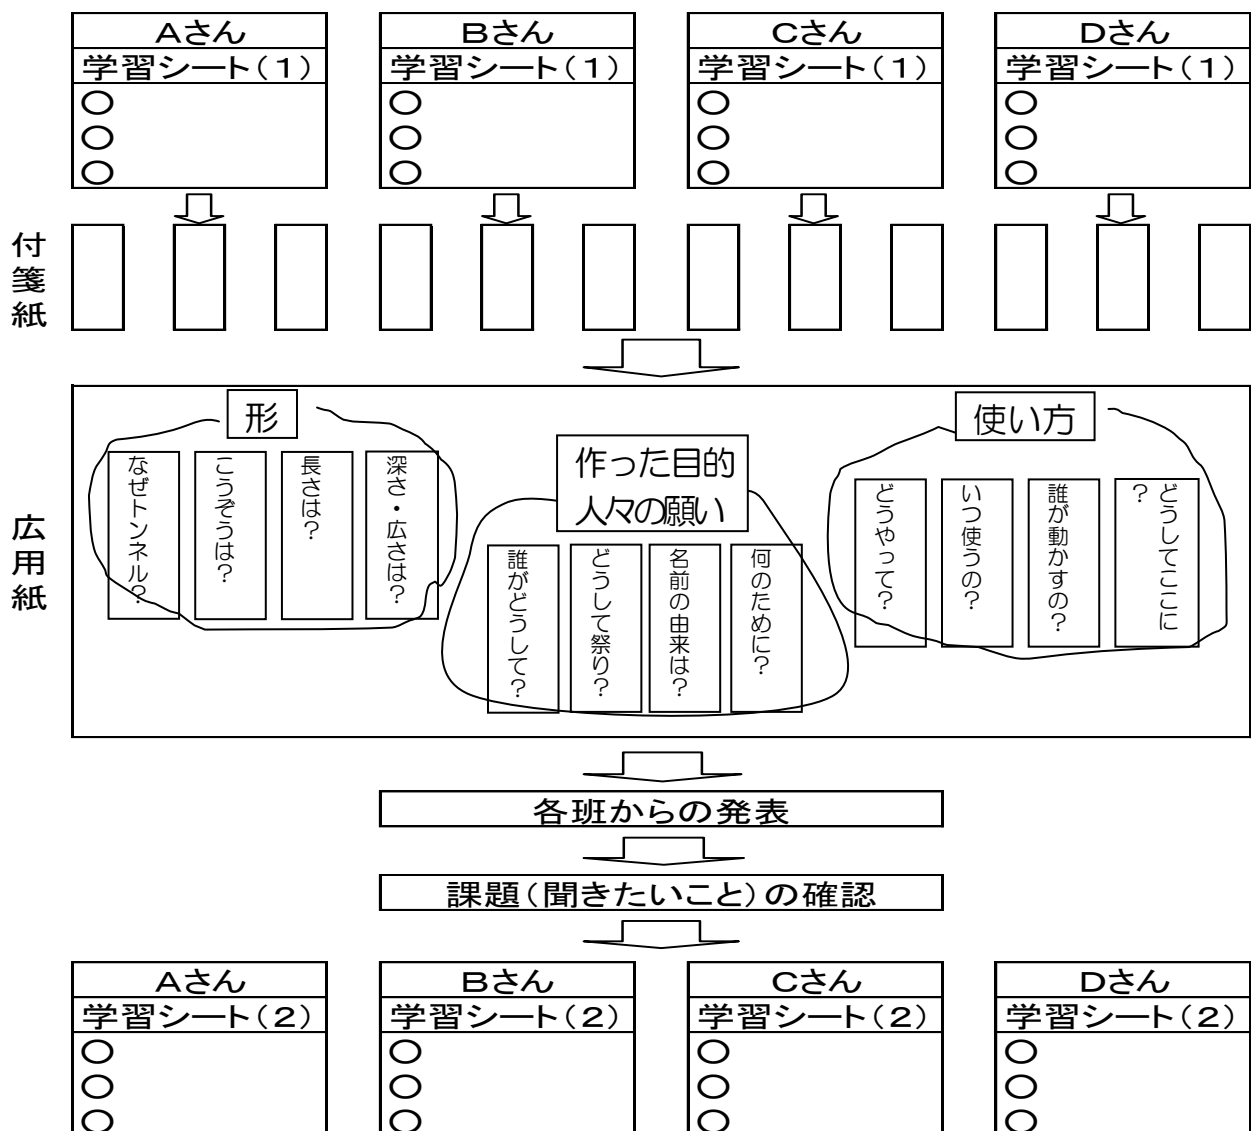 Aさん
Bさん
Cさん
Dさん
学習シート(1)
学習シート(1)
学習シート(1)
学習シート(1)
○
○
○
○
○
○
○
○
○
○
○
○
付箋紙
広用紙
形
なぜトンネル?
こうぞうは?
長さは?
深さ・広さは?
作った目的
人々の願い
誰がどうして?
どうして祭り?
名前の由来は?
何のために?
使い方
どうやって?
いつ使うの?
誰が動かすの?
どうしてここに
?
各班からの発表
課題(聞きたいこと)の確認
Aさん
Bさん
Cさん
Dさん
学習シート(2)
学習シート(2)
学習シート(2)
学習シート(2)
○
○
○
○
○
○
○
○
○
○
○
○